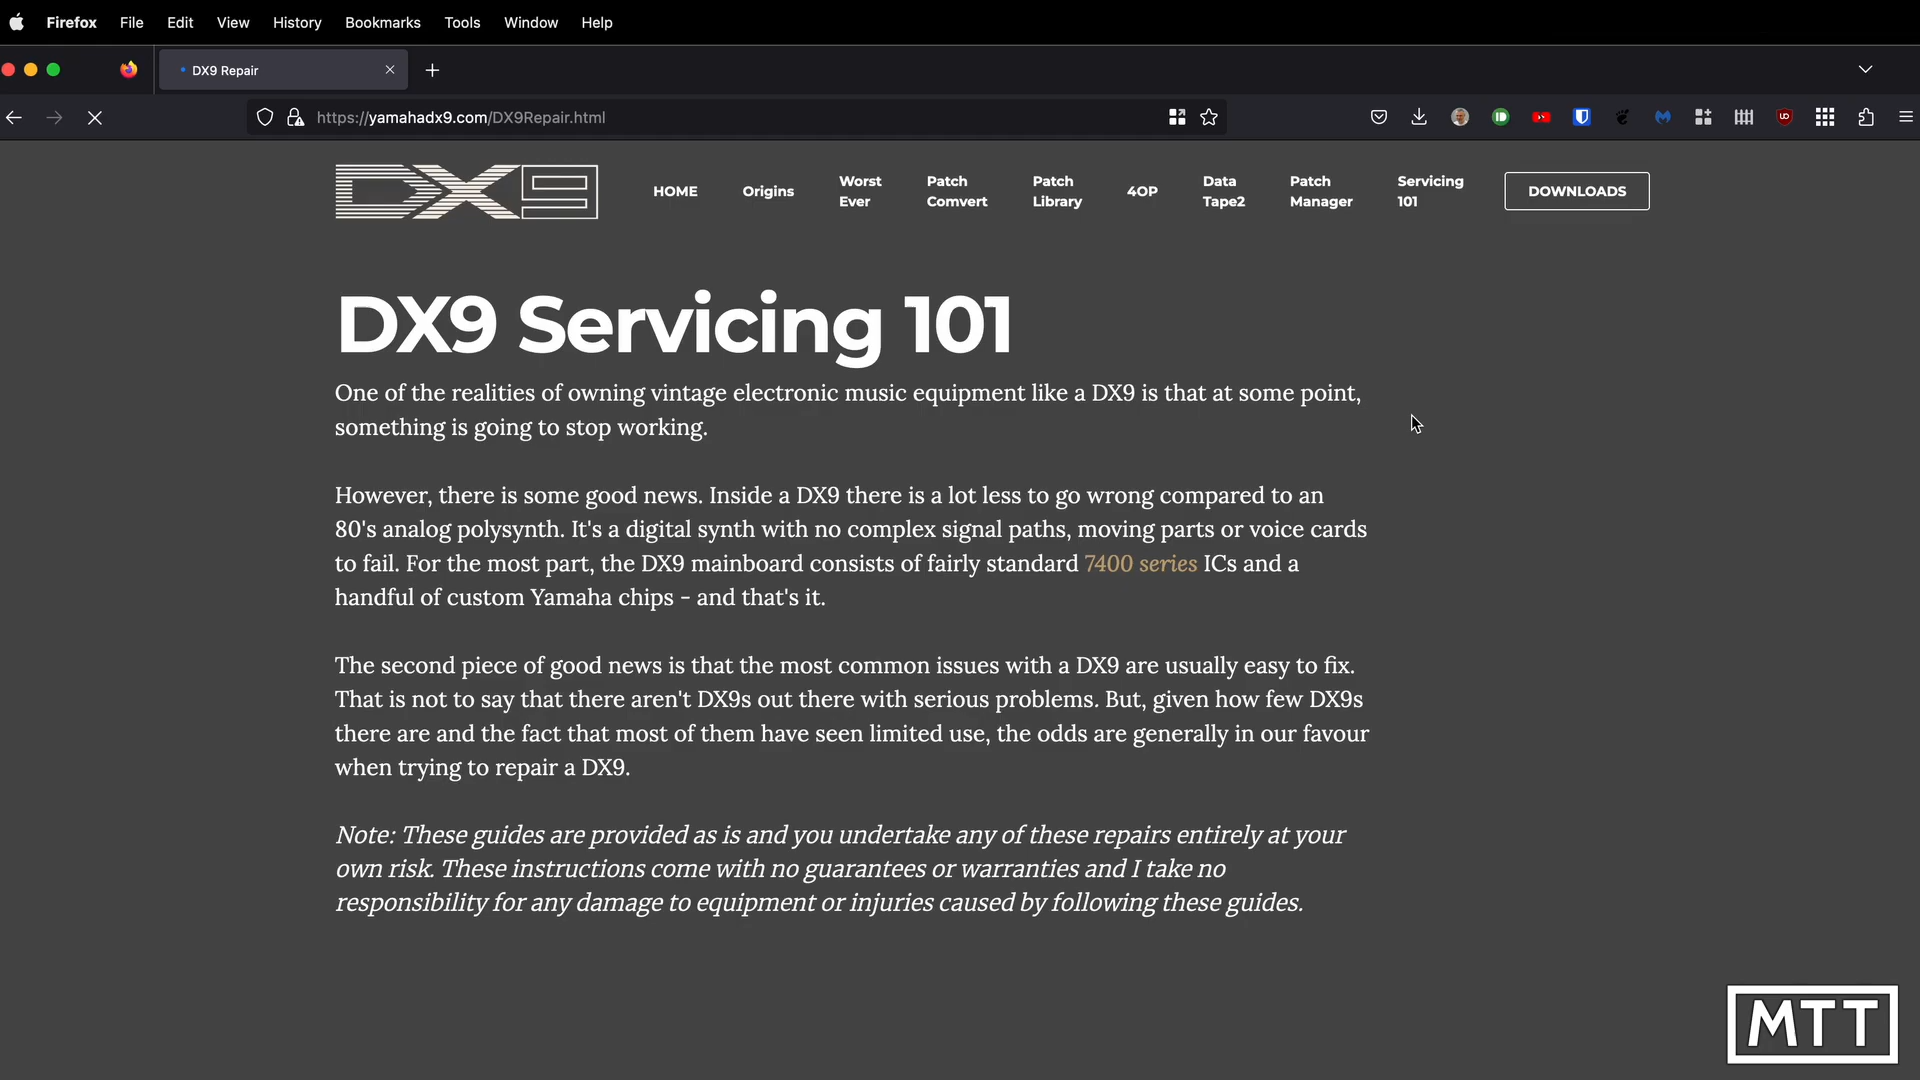 Firefox File Edit View History Bookmarks Tools Window Help
DX9 Repair
https://yamahadx9.com/DX9Repair.html
DX9
HOME
Origins
Worst
Ever
Patch
Comvert
Patch
Library
4OP
Data
Tape2
Patch
Manager
Servicing
101
DOWNLOADS
DX9 Servicing 101
One of the realities of owning vintage electronic music equipment like a DX9 is that at some point,
something is going to stop working.
However, there is some good news. Inside a DX9 there is a lot less to go wrong compared to an
80's analog polysynth. It's a digital synth with no complex signal paths, moving parts or voice cards
to fail. For the most part, the DX9 mainboard consists of fairly standard 7400 series ICs and a
handful of custom Yamaha chips - and that's it.
The second piece of good news is that the most common issues with a DX9 are usually easy to fix.
That is not to say that there aren't DX9s out there with serious problems. But, given how few DX9s
there are and the fact that most of them have seen limited use, the odds are generally in our favour
when trying to repair a DX9.
Note: These guides are provided as is and you undertake any of these repairs entirely at your
own risk. These instructions come with no guarantees or warranties and I take no
responsibility for any damage to equipment or injuries caused by following these guides.
MTT